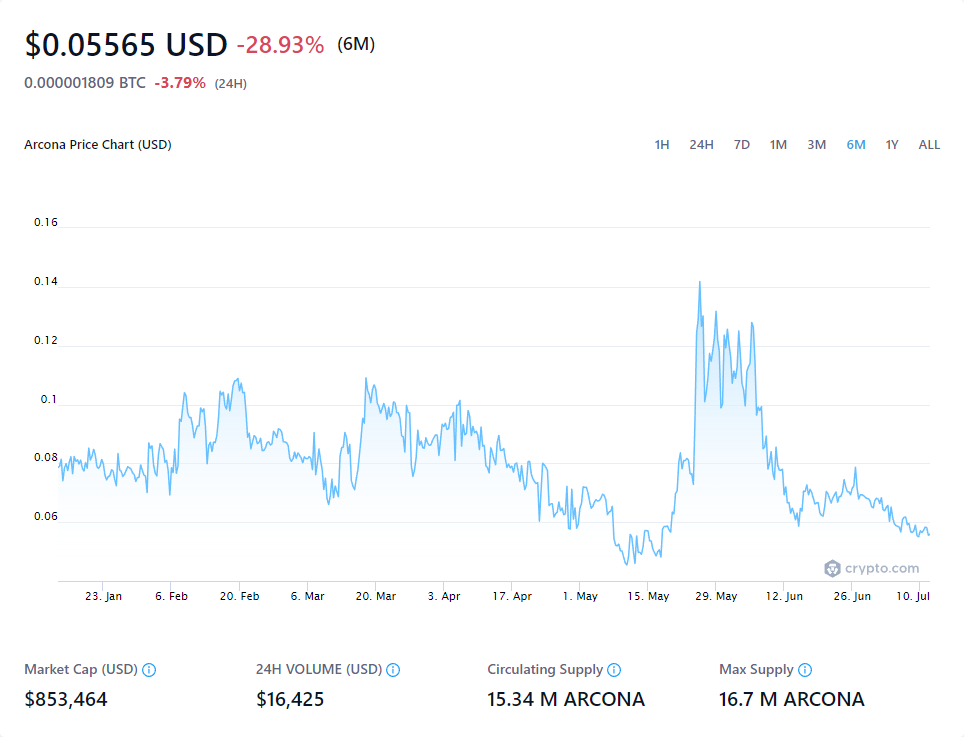 $0.05565 USD -28.93% (6M)
0.000001809 BTC -3.79% (24H)
Arcona Price Chart (USD) 1H 24H 7D 1M 3M 6M 1Y ALL
0.16
0.14
0.12
0.1
0.08
0.06
crypto.com
23. Jan 6. Feb 20. Feb 6. Mar 20. Mar 3. Apr 17. Apr 1. May 15. May 29. May 12. Jun 26. Jun 10. Jul
Market Cap (USD) 24H VOLUME (USD) Circulating Supply Max Supply
$853,464 $16,425 15.34 M ARCONA 16.7 M ARCONA